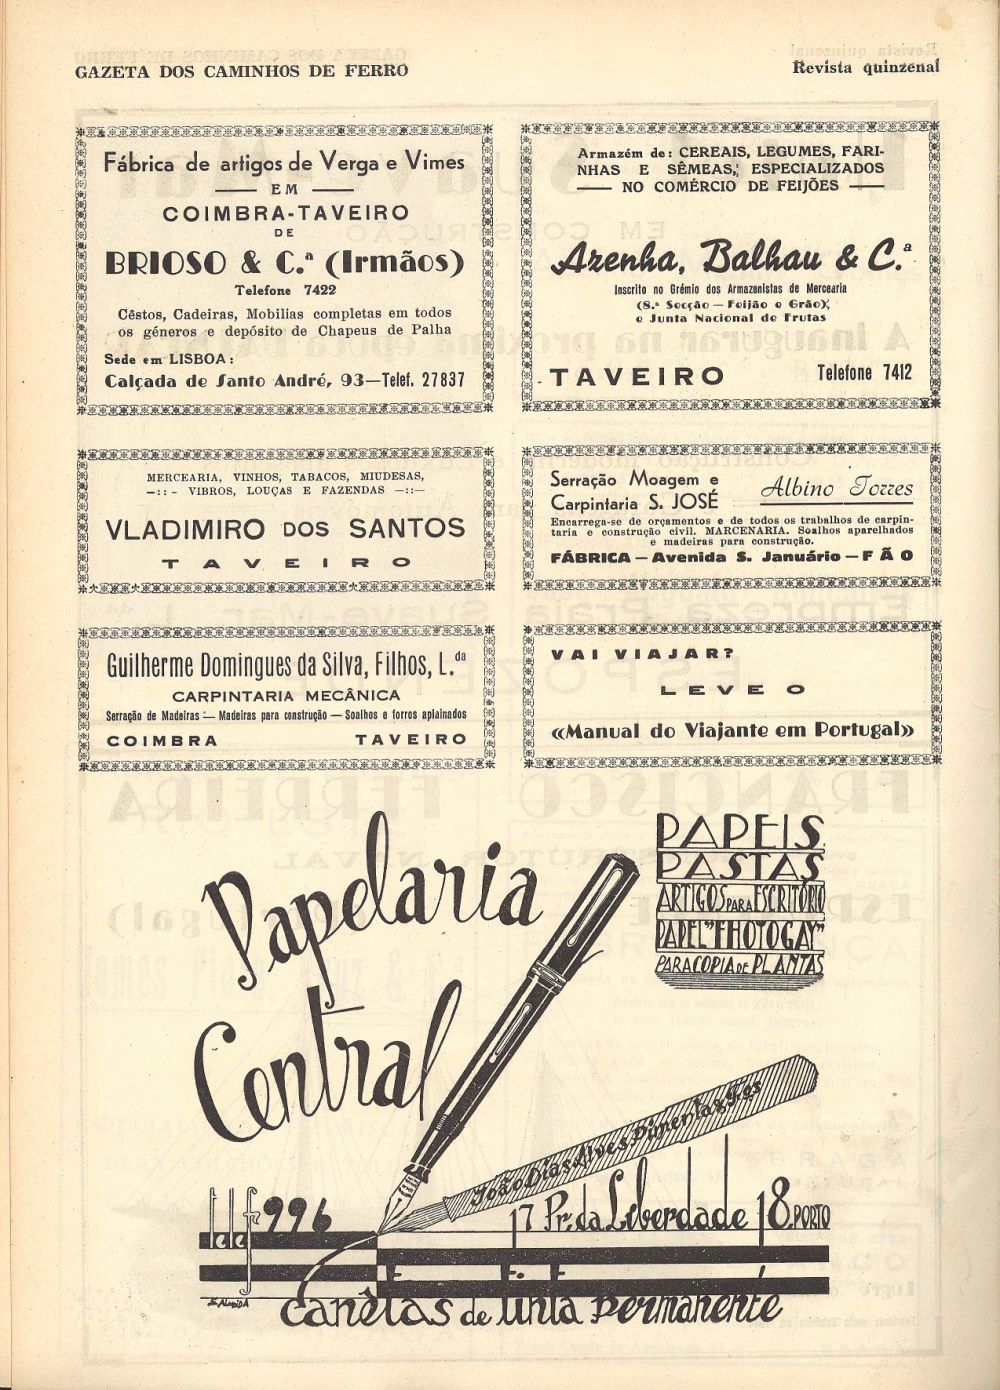 GAZETA DOS CAMINHOS DE FERRO
Revista quinzenal
Fábrica de artigos de Verga e Vimes
EM
COIMBRA-TAVEIRO
DE
BRIOSO & C.ª (Irmãos)
Telefone 7422
Cêstos, Cadeiras, Mobilias completas em todos
os géneros e depósito de Chapeus de Palha
Sede em LISBOA:
Calçada de Santo André, 93—Telef. 27837
Armazém de: CEREAIS, LEGUMES, FARI-
NHAS E SÊMEAS, ESPECIALIZADOS
NO COMÉRCIO DE FEIJÕES
Azenha, Balhau & C.ª
Inscrito no Grémio dos Armazenistas de Mercearia
(8.ª Secção — Feijão e Grão),
e Junta Nacional de Frutas
TAVEIRO Telefone 7412
MERCEARIA, VINHOS, TABACOS, MIUDESAS,
—::- VIBROS, LOUÇAS E FAZENDAS —::—
VLADIMIRO DOS SANTOS
TAVEIRO
Serração Moagem e
Carpintaria S. JOSÉ
Albino Torres
Encarrega-se de orçamentos e de todos os trabalhos de carpin-
taria e construção civil. MARCENARIA. Soalhos aparelhados
e madeiras para construção.
FÁBRICA — Avenida S. Januário — FÃO
Guilherme Domingues da Silva, Filhos, L.da
CARPINTARIA MECÂNICA
Serração de Madeiras — Madeiras para construção — Soalhos e forros aplainados
COIMBRA TAVEIRO
VAI VIAJAR?
LEVE O
«Manual do Viajante em Portugal»
Papelaria
Central
PAPEIS
PASTAS
ARTIGOS PARA ESCRITÓRIO
PAPEL "FHOTOGAY"
PARA COPIA DE PLANTAS
João Dias Alves Pimenta & Fos
telef 996
17 Pr. da Liberdade 18. PORTO
E. ALMEIDA
canêtas de tinta permanente